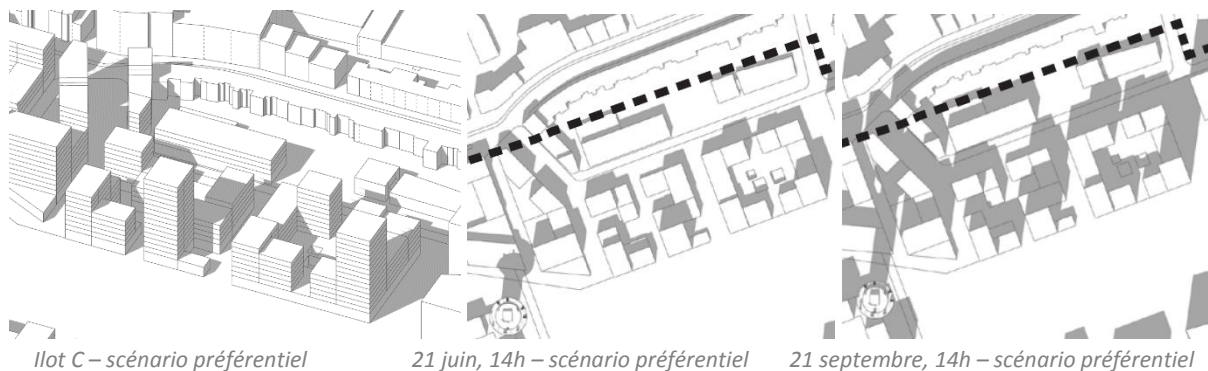 Ilot C – scénario préférentiel
21 juin, 14h – scénario préférentiel
21 septembre, 14h – scénario préférentiel